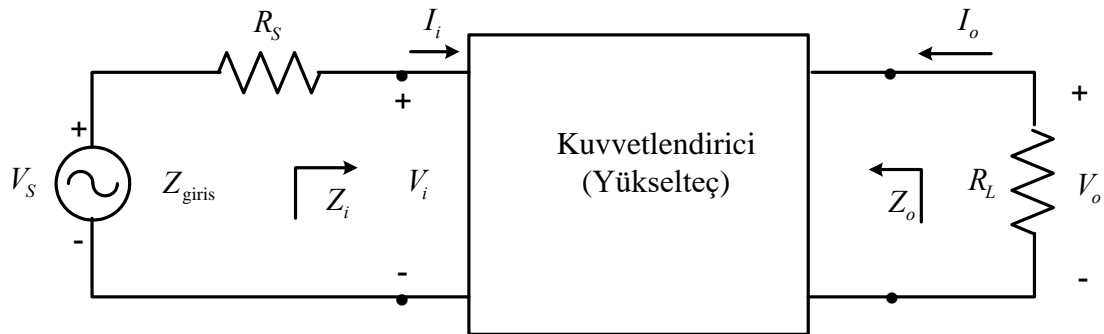 R_S
I_i
I_o
+
+
+
Kuvvetlendirici
(Yükselteç)
V_S
Z_giris
Z_i
V_i
Z_o
R_L
V_o
-
-
-